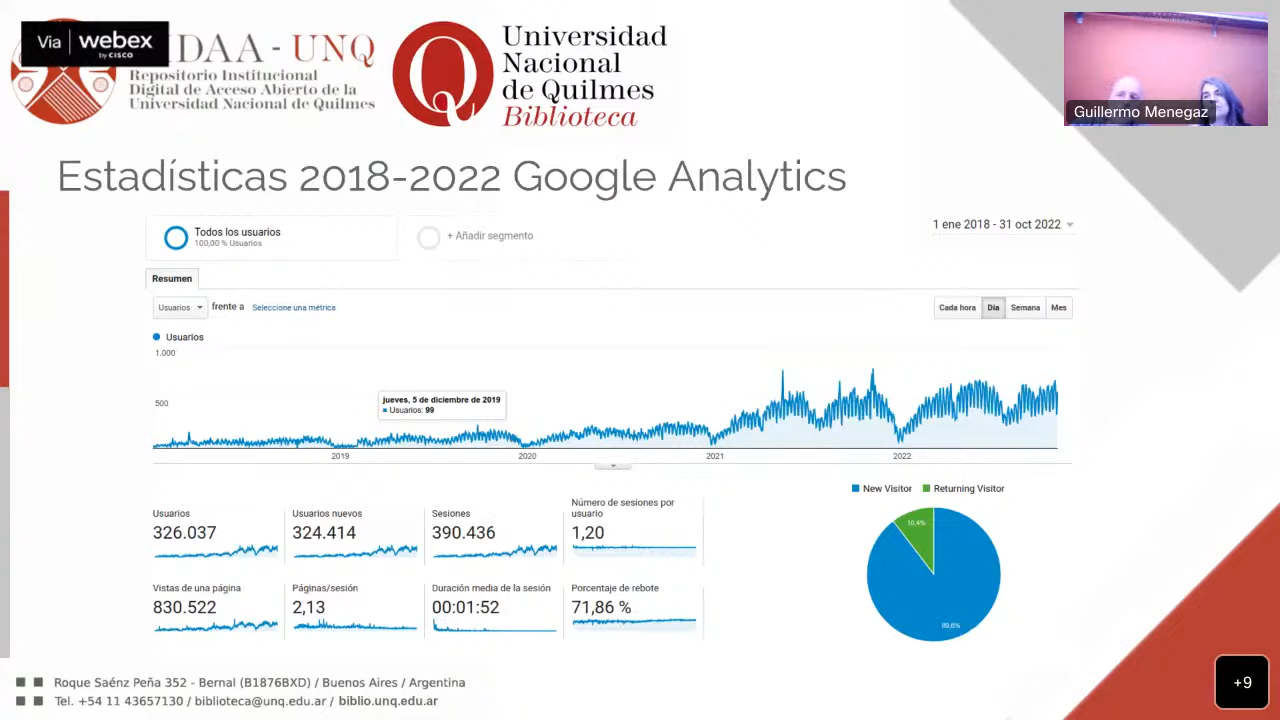 Via webex
by CISCO
DAA - UNQ
Repositorio Institucional
Digital de Acceso Abierto de la
Universidad Nacional de Quilmes
Q
Universidad
Nacional
de Quilmes
Biblioteca
Guillermo Menegaz
Estadísticas 2018-2022 Google Analytics
Todos los usuarios
100,00 % Usuarios
+ Añadir segmento
1 ene 2018 - 31 oct 2022
Resumen
Usuarios frente a Seleccione una métrica
Cada hora Día Semana Mes
Usuarios
1.000
500
jueves, 5 de diciembre de 2019
Usuarios: 99
2019 2020 2021 2022
New Visitor Returning Visitor
Usuarios
326.037
Usuarios nuevos
324.414
Sesiones
390.436
Número de sesiones por
usuario
1,20
Vistas de una página
830.522
Páginas/sesión
2,13
Duración media de la sesión
00:01:52
Porcentaje de rebote
71,86 %
10,4%
89,6%
Roque Saénz Peña 352 - Bernal (B1876BXD) / Buenos Aires / Argentina
Tel. +54 11 43657130 / biblioteca@unq.edu.ar / biblio.unq.edu.ar
+9